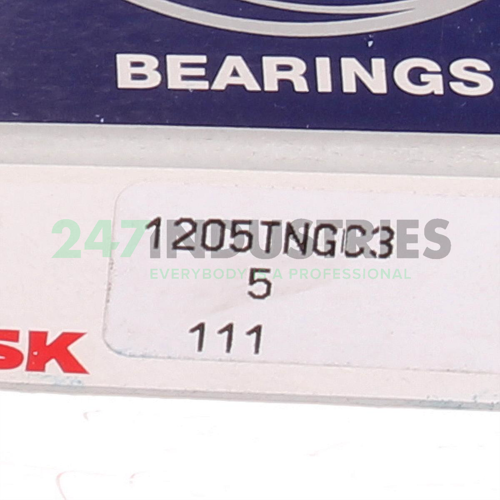 BEARINGS
1205TNGC3
247INDUSTRIES
EVERYBODY IS A PROFESSIONAL
5
SK
111